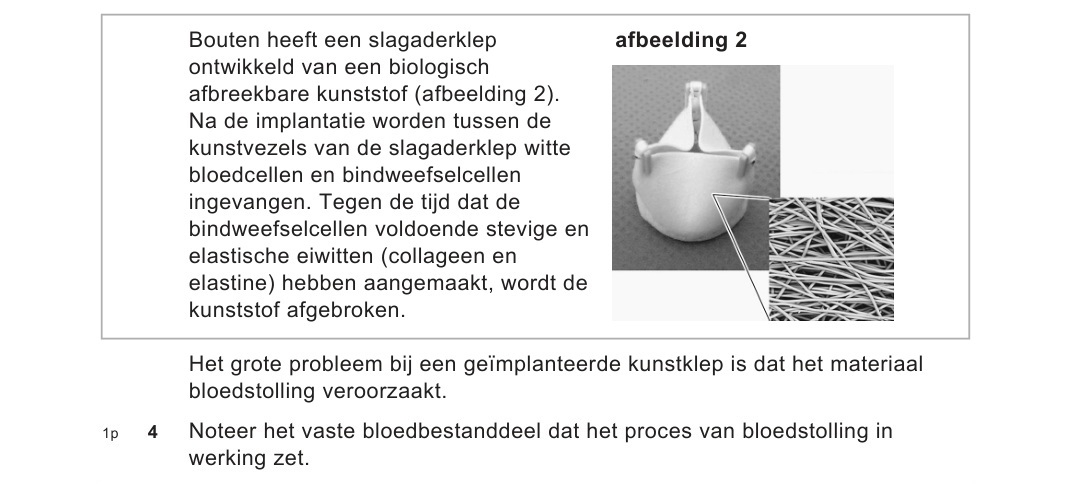 Bouten heeft een slagaderklep
ontwikkeld van een biologisch
afbreekbare kunststof (afbeelding 2).
Na de implantatie worden tussen de
kunstvezels van de slagaderklep witte
bloedcellen en bindweefselcellen
ingevangen. Tegen de tijd dat de
bindweefselcellen voldoende stevige en
elastische eiwitten (collageen en
elastine) hebben aangemaakt, wordt de
kunststof afgebroken.
afbeelding 2
Het grote probleem bij een geïmplanteerde kunstklep is dat het materiaal
bloedstolling veroorzaakt.
1p 4 Noteer het vaste bloedbestanddeel dat het proces van bloedstolling in
werking zet.